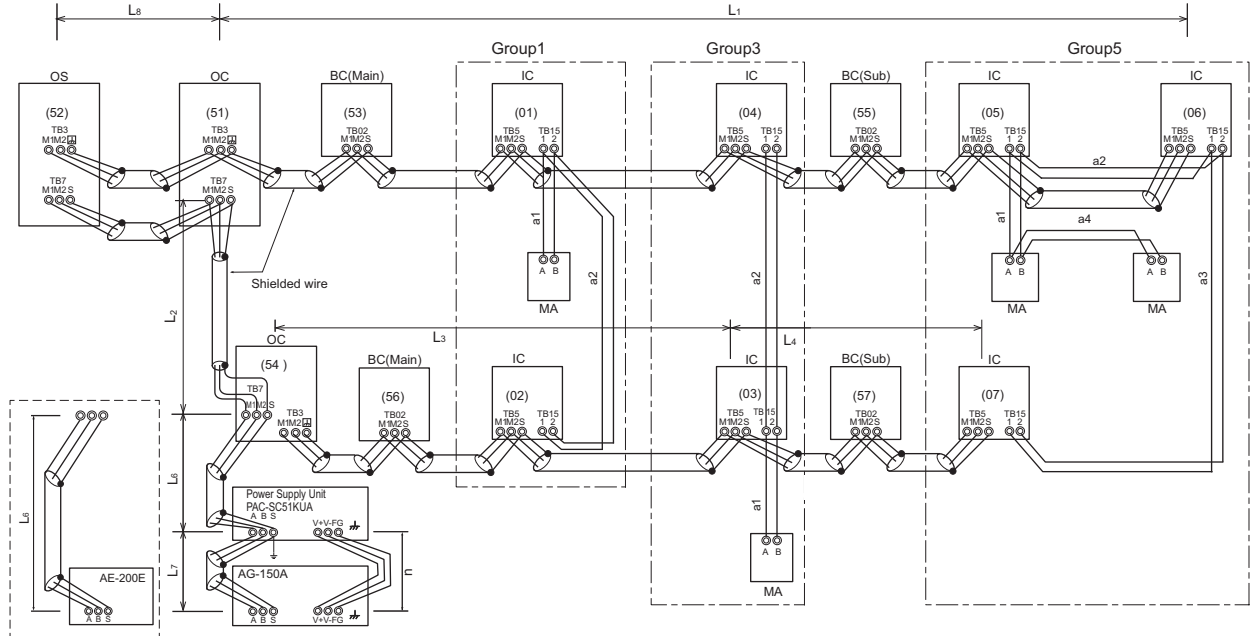 L8
L1
Group1
Group3
Group5
OS
OC
BC(Main)
IC
IC
BC(Sub)
IC
IC
(52)
(51)
(53)
(01)
(04)
(55)
(05)
(06)
TB3
M1M2
TB3
M1M2
TB02
M1M2S
TB5
M1M2S
TB15
1 2
TB5
M1M2S
TB15
1 2
TB02
M1M2S
TB5
M1M2S
TB15
1 2
TB5
M1M2S
TB15
1 2
TB7
M1M2S
TB7
M1M2 S
a2
a1
a2
a2
a1
a4
a3
A B
MA
A B
MA
A B
MA
Shielded wire
L2
L3
L4
OC
BC(Main)
IC
IC
BC(Sub)
IC
(54 )
(56)
(02)
(03)
(57)
(07)
TB7
M1M2 S
TB3
M1M2
TB02
M1M2S
TB5
M1M2S
TB15
1 2
TB5
M1M2S
TB15
1 2
TB02
M1M2S
TB5
M1M2S
TB15
1 2
L6
L6
Power Supply Unit
PAC-SC51KUA
A B S
V+V-FG
a1
L7
n
AE-200E
A B S
AG-150A
A B S
V+V-FG
A B
MA